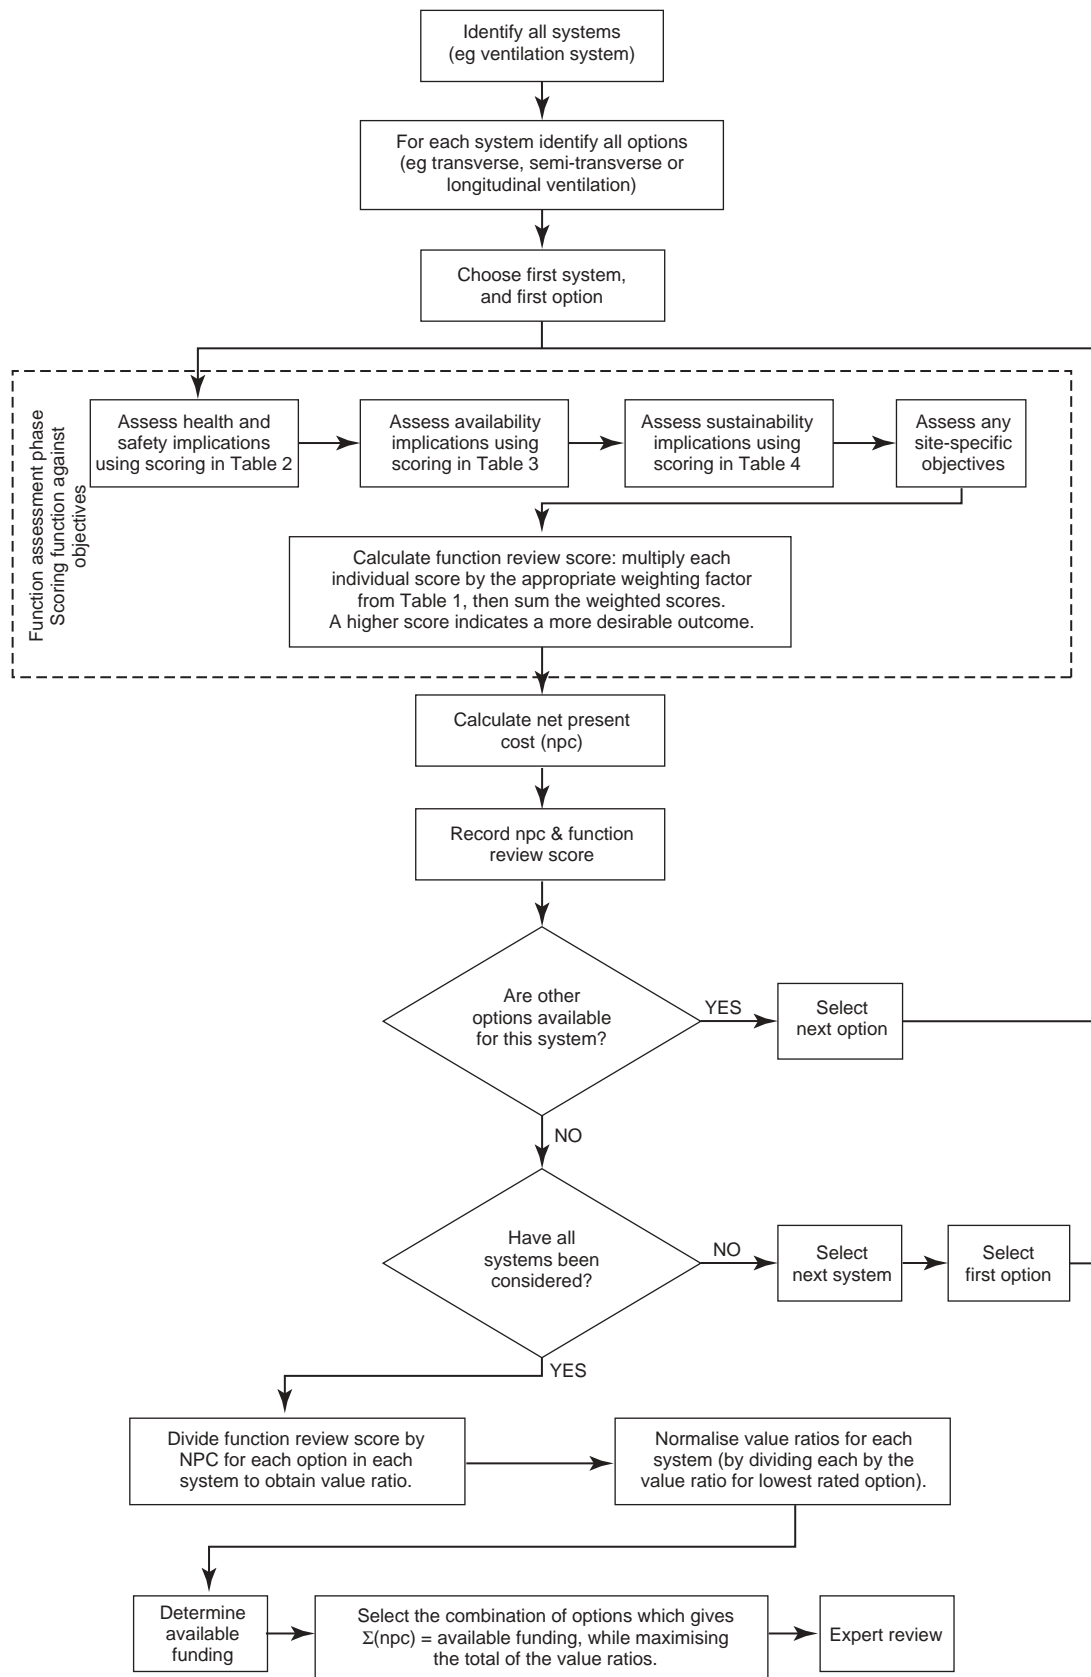 Identify all systems
(eg ventilation system)
For each system identify all options
(eg transverse, semi-transverse or
longitudinal ventilation)
Choose first system,
and first option
Function assessment phase
Scoring function against
objectives
Assess health and
safety implications
using scoring in Table 2
Assess availability
implications using
scoring in Table 3
Assess sustainability
implications using
scoring in Table 4
Assess any
site-specific
objectives
Calculate function review score: multiply each
individual score by the appropriate weighting factor
from Table 1, then sum the weighted scores.
A higher score indicates a more desirable outcome.
Calculate net present
cost (npc)
Record npc & function
review score
Are other
options available
for this system?
YES
Select
next option
NO
Have all
systems been
considered?
NO
Select
next system
Select
first option
YES
Divide function review score by
NPC for each option in each
system to obtain value ratio.
Normalise value ratios for each
system (by dividing each by the
value ratio for lowest rated option).
Determine
available
funding
Select the combination of options which gives
Σ(npc) = available funding, while maximising
the total of the value ratios.
Expert review